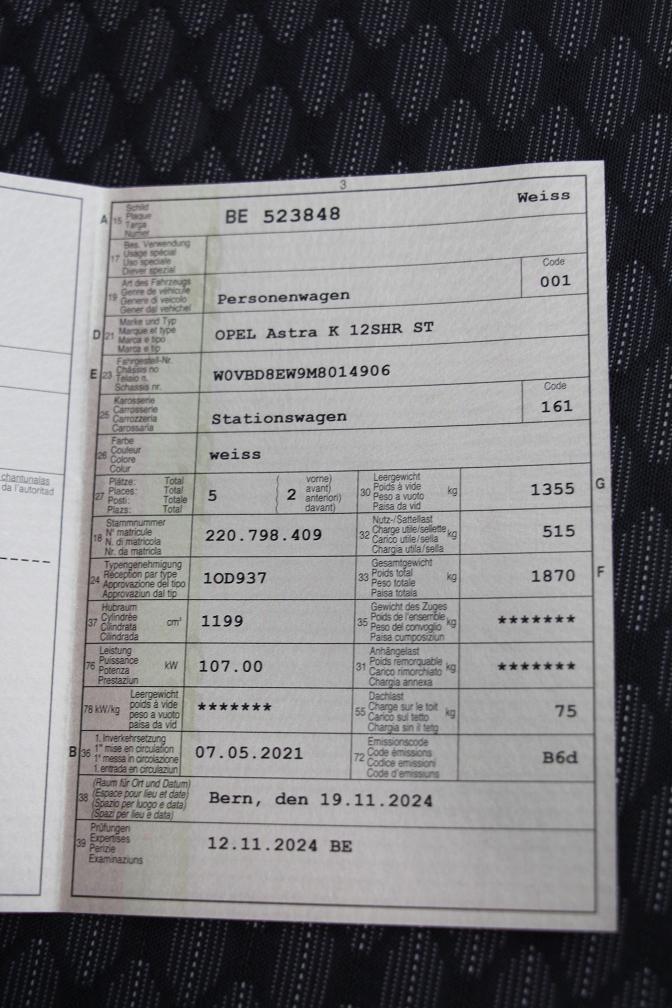 3
A 15 Schild
Plaque
Targa
Numer
BE 523848
Weiss
17 Bes. Verwendung
Usage spécial
Uso speciale
Diever spezial
19 Art des Fahrzeugs
Genre de véhicule
Genere di veicolo
Gener dal vehichel
Personenwagen
Code
001
D 21 Marke und Typ
Marque et type
Marca e tipo
Marca e tip
OPEL Astra K 12SHR ST
E 23 Fahrgestell-Nr.
Châssis no
Telaio n.
Schassis nr.
W0VBD8EW9M8014906
25 Karosserie
Carrosserie
Carrozzeria
Carossaria
Stationswagen
Code
161
26 Farbe
Couleur
Colore
Colur
weiss
27 Plätze: Total
Places: Total
Posti: Totale
Plazs: Total
5
2
vorne)
avant)
anteriori)
davant)
30 Leergewicht
Poids à vide
Peso a vuoto
Paisa da vid
kg
1355
G
18 Stammnummer
N° matricule
N. di matricola
Nr. da matricla
220.798.409
32 Nutz-/Sattellast
Charge utile/sellette
Carico utile/sella
Chargia utila/sella
kg
515
24 Typengenehmigung
Réception par type
Approvazione del tipo
Approvaziun dal tip
1OD937
33 Gesamtgewicht
Poids total
Peso totale
Paisa totala
kg
1870
F
37 Hubraum
Cylindrée
Cilindrata
Cilindrada
cm³
1199
35 Gewicht des Zuges
Poids de l'ensemble
Peso del convoglio
Paisa cumposiziun
kg
*******
76 Leistung
Puissance
Potenza
Prestaziun
kW
107.00
31 Anhängelast
Poids remorquable
Carico rimorchiato
Chargia annexa
kg
*******
78 kW/kg
Leergewicht
poids à vide
peso a vuoto
paisa da vid
*******
55 Dachlast
Charge sur le toit
Carico sul tetto
Chargia sin il tetg
kg
75
B 36 1. Inverkehrsetzung
1re mise en circulation
1a messa in circolazione
1. entrada en circulaziun
07.05.2021
72 Emissionscode
Code émissions
Codice emissioni
Code d'emissiuns
B6d
38 (Raum für Ort und Datum)
(Espace pour lieu et date)
(Spazio per luogo e data)
(Spazi per lieu e data)
Bern, den 19.11.2024
39 Prüfungen
Expertises
Perizie
Examinaziuns
12.11.2024 BE
chantunalas
da l'autoritad